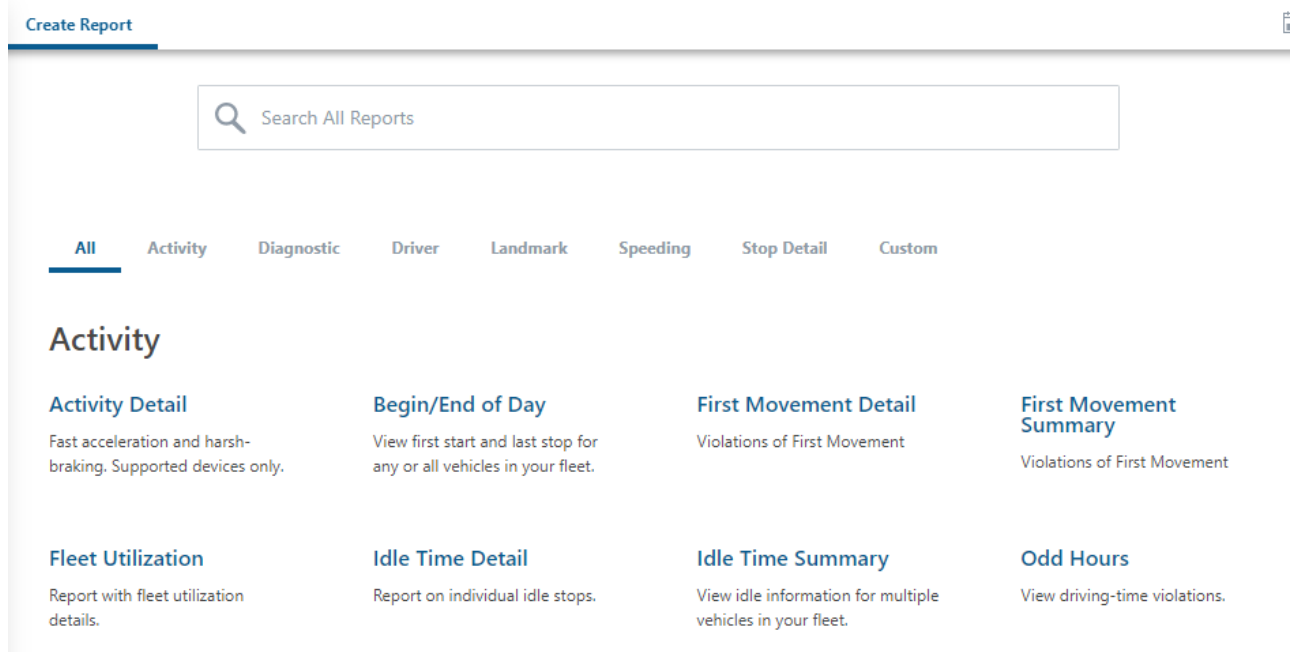 Create Report
Search All Reports
All Activity Diagnostic Driver Landmark Speeding Stop Detail Custom
Activity
Activity Detail
Fast acceleration and harsh-
braking. Supported devices only.
Begin/End of Day
View first start and last stop for
any or all vehicles in your fleet.
First Movement Detail
Violations of First Movement
First Movement
Summary
Violations of First Movement
Fleet Utilization
Report with fleet utilization
details.
Idle Time Detail
Report on individual idle stops.
Idle Time Summary
View idle information for multiple
vehicles in your fleet.
Odd Hours
View driving-time violations.